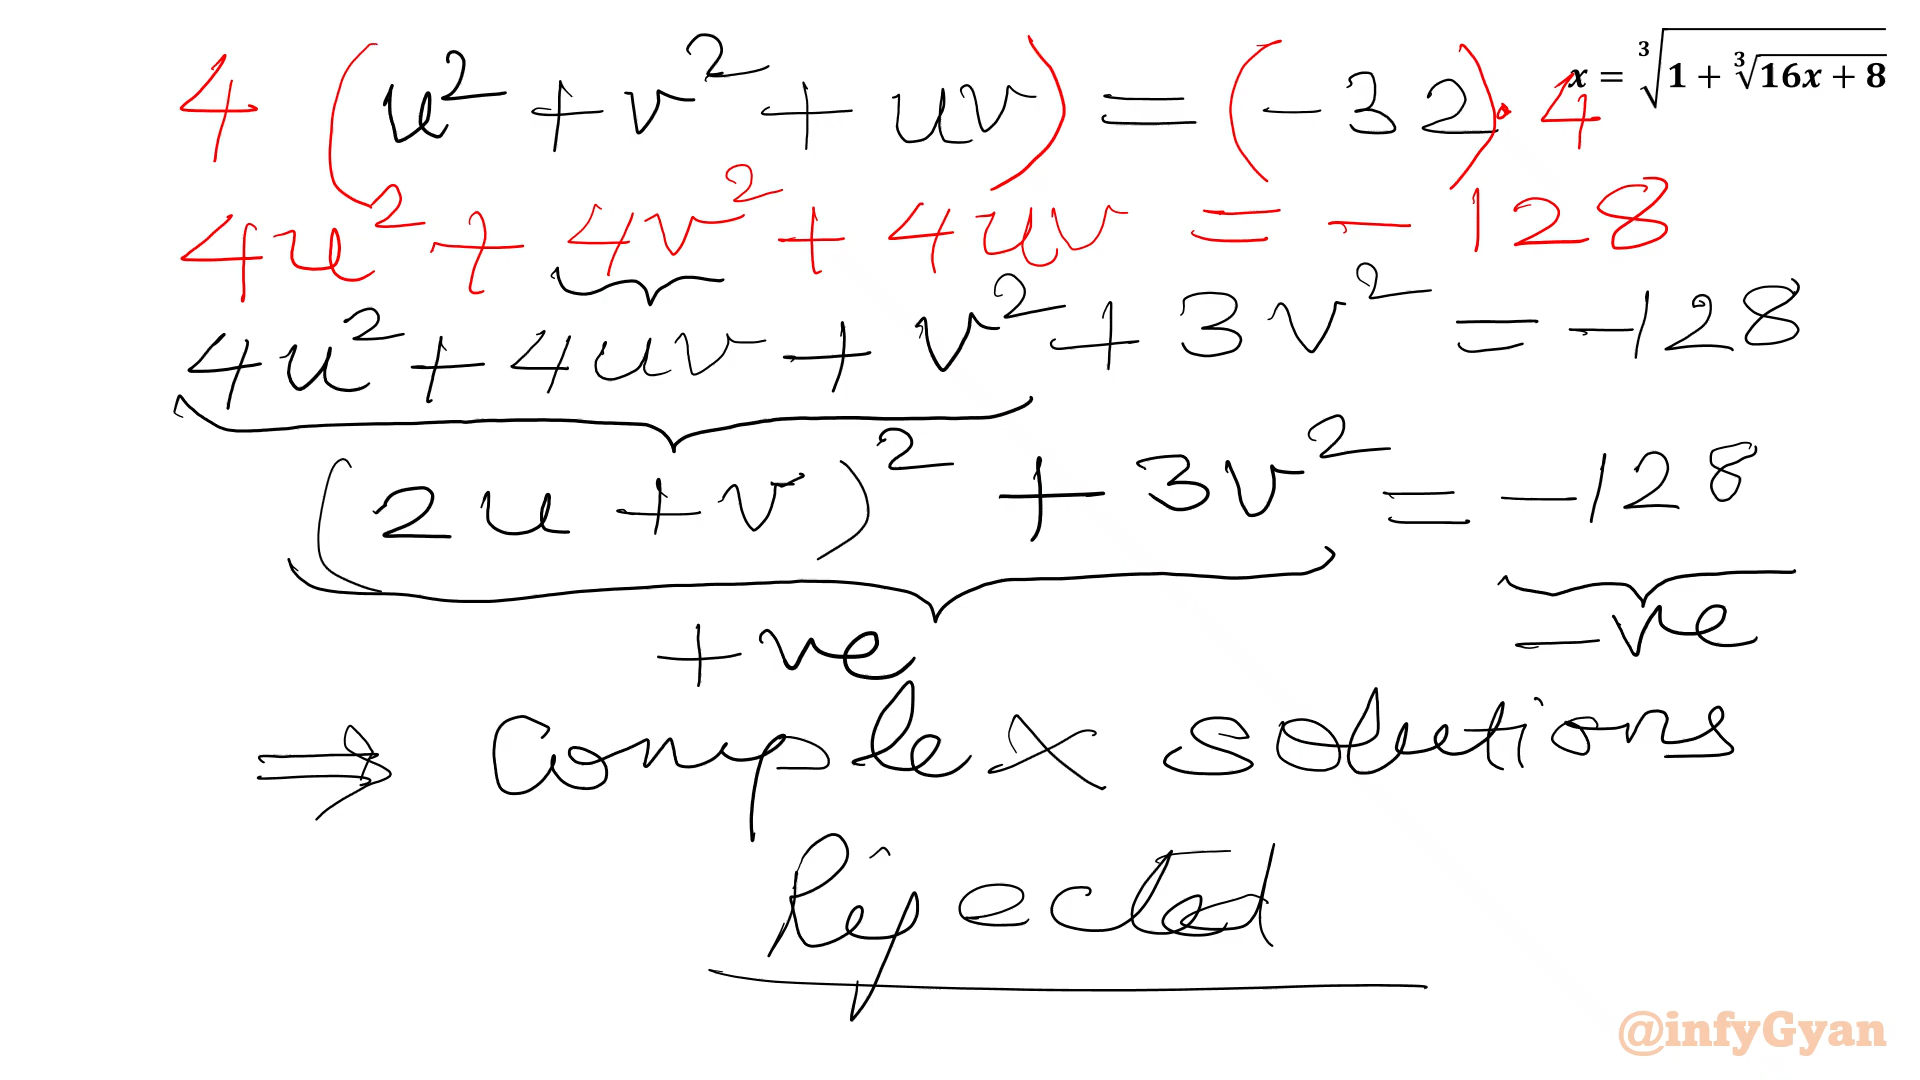 4 (u² + v² + uv) = (-32) · 4
x = ∛(1 + ∛(16x + 8))
4u² + 4v² + 4uv = - 128
4u² + 4uv + v² + 3v² = -128
(2u + v)² + 3v² = -128
+ve -ve
⇒ complex solutions
Rejected
@infyGyan